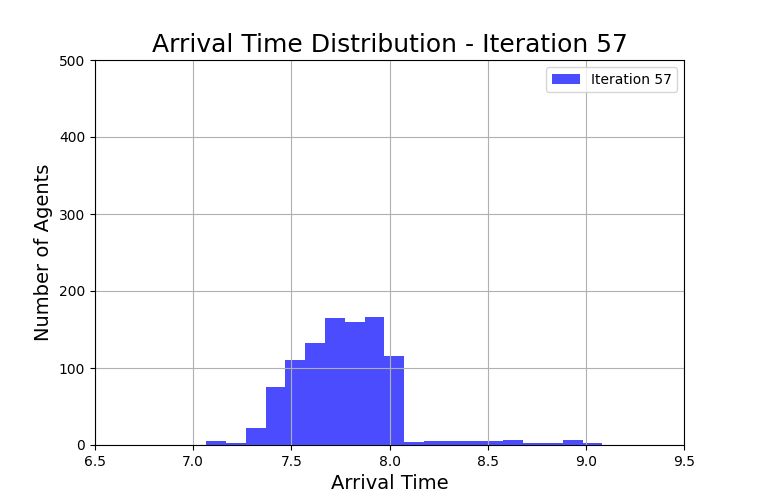 Arrival Time Distribution - Iteration 57
Iteration 57
Number of Agents
500
400
300
200
100
0
6.5 7.0 7.5 8.0 8.5 9.0 9.5
Arrival Time